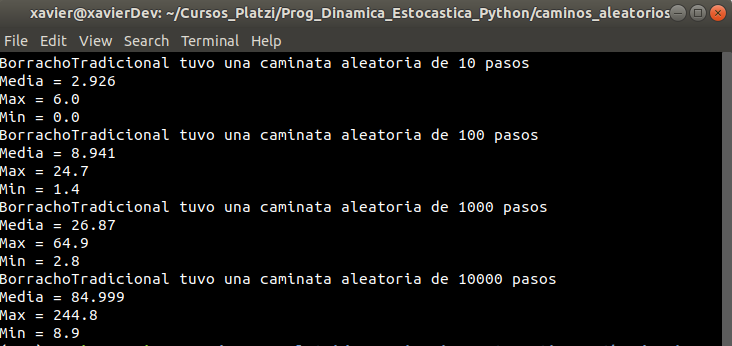 xavier@xavierDev: ~/Cursos_Platzi/Prog_Dinamica_Estocastica_Python/caminos_aleatorios
File Edit View Search Terminal Help
BorrachoTradicional tuvo una caminata aleatoria de 10 pasos
Media = 2.926
Max = 6.0
Min = 0.0
BorrachoTradicional tuvo una caminata aleatoria de 100 pasos
Media = 8.941
Max = 24.7
Min = 1.4
BorrachoTradicional tuvo una caminata aleatoria de 1000 pasos
Media = 26.87
Max = 64.9
Min = 2.8
BorrachoTradicional tuvo una caminata aleatoria de 10000 pasos
Media = 84.999
Max = 244.8
Min = 8.9